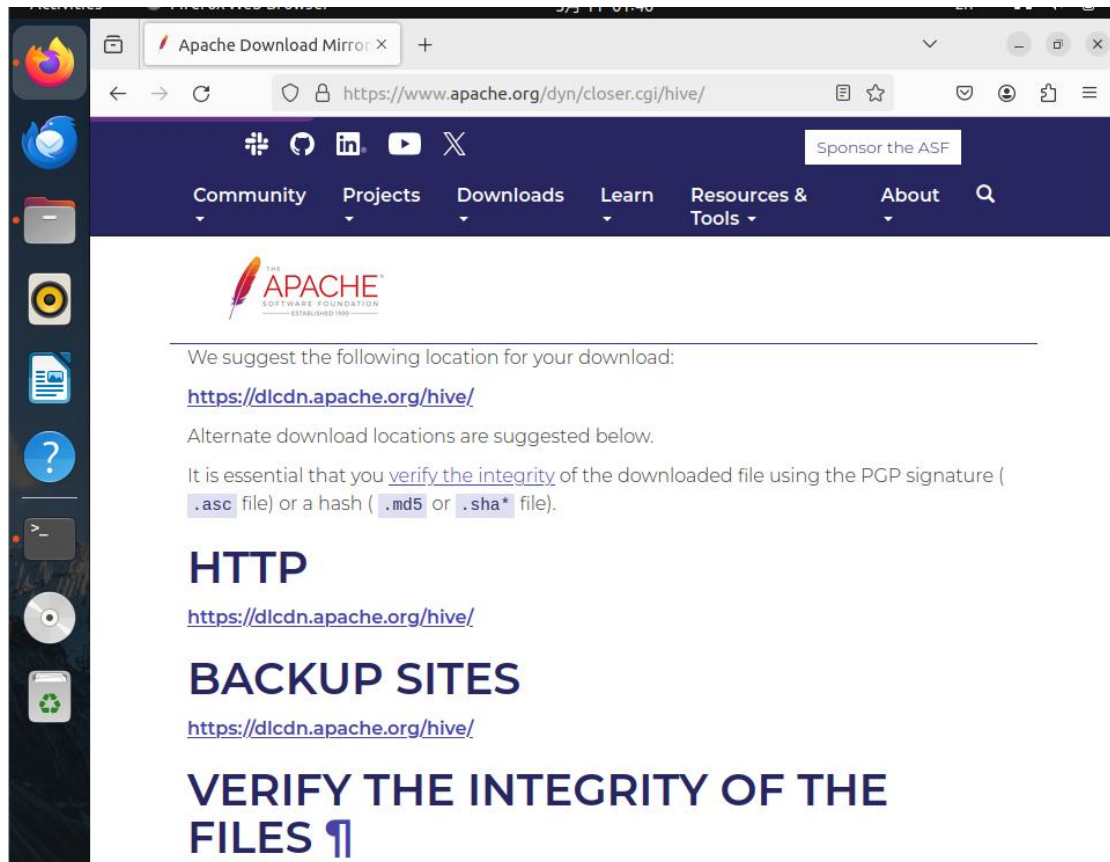 Apache Download Mirror
https://www.apache.org/dyn/closer.cgi/hive/
in
Sponsor the ASF
Community Projects Downloads Learn Resources & Tools About
THE
APACHE
SOFTWARE FOUNDATION
ESTABLISHED 1999
We suggest the following location for your download:
https://dlcdn.apache.org/hive/
Alternate download locations are suggested below.
It is essential that you verify the integrity of the downloaded file using the PGP signature (
.asc file) or a hash ( .md5 or .sha* file).
HTTP
https://dlcdn.apache.org/hive/
BACKUP SITES
https://dlcdn.apache.org/hive/
VERIFY THE INTEGRITY OF THE
FILES ¶